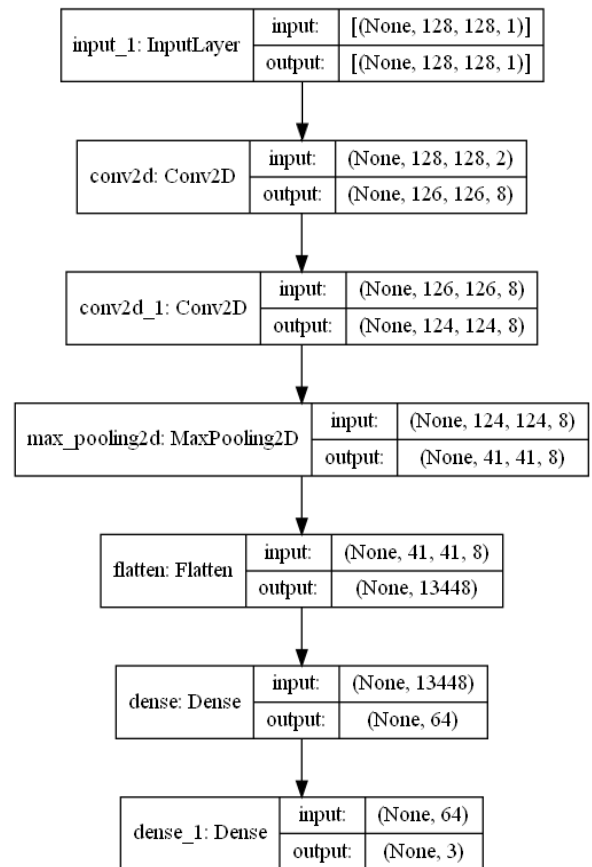 input_1: InputLayer input: [(None, 128, 128, 1)]
output: [(None, 128, 128, 1)]
conv2d: Conv2D input: (None, 128, 128, 2)
output: (None, 126, 126, 8)
conv2d_1: Conv2D input: (None, 126, 126, 8)
output: (None, 124, 124, 8)
max_pooling2d: MaxPooling2D input: (None, 124, 124, 8)
output: (None, 41, 41, 8)
flatten: Flatten input: (None, 41, 41, 8)
output: (None, 13448)
dense: Dense input: (None, 13448)
output: (None, 64)
dense_1: Dense input: (None, 64)
output: (None, 3)